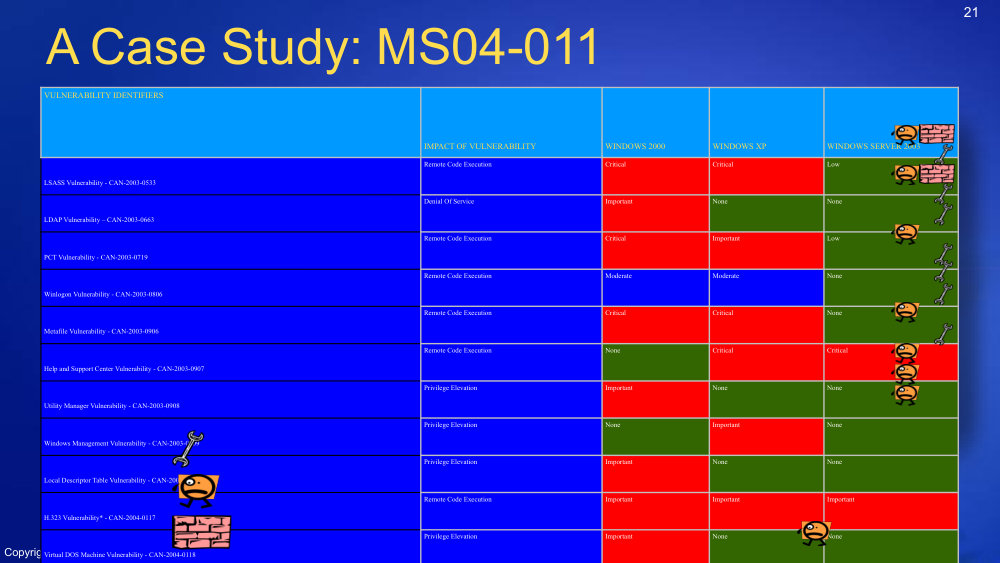 21
A Case Study: MS04-011
VULNERABILITY IDENTIFIERS
IMPACT OF VULNERABILITY
WINDOWS 2000
WINDOWS XP
WINDOWS SERVER 2003
LSASS Vulnerability - CAN-2003-0533
Remote Code Execution
Critical
Critical
Low
LDAP Vulnerability – CAN-2003-0663
Denial Of Service
Important
None
None
PCT Vulnerability - CAN-2003-0719
Remote Code Execution
Critical
Important
Low
Winlogon Vulnerability - CAN-2003-0806
Remote Code Execution
Moderate
Moderate
None
Metafile Vulnerability - CAN-2003-0906
Remote Code Execution
Critical
Critical
None
Help and Support Center Vulnerability - CAN-2003-0907
Remote Code Execution
None
Critical
Critical
Utility Manager Vulnerability - CAN-2003-0908
Privilege Elevation
Important
None
None
Windows Management Vulnerability -
Privilege Elevation
None
Important
None
Local Descriptor Table Vulnerability -
Privilege Elevation
Important
None
None
H.323 Vulnerability* - CAN-2004-0117
Remote Code Execution
Important
Important
Important
Virtual DOS Machine Vulnerability - CAN-2004-0118
Privilege Elevation
Important
None
None